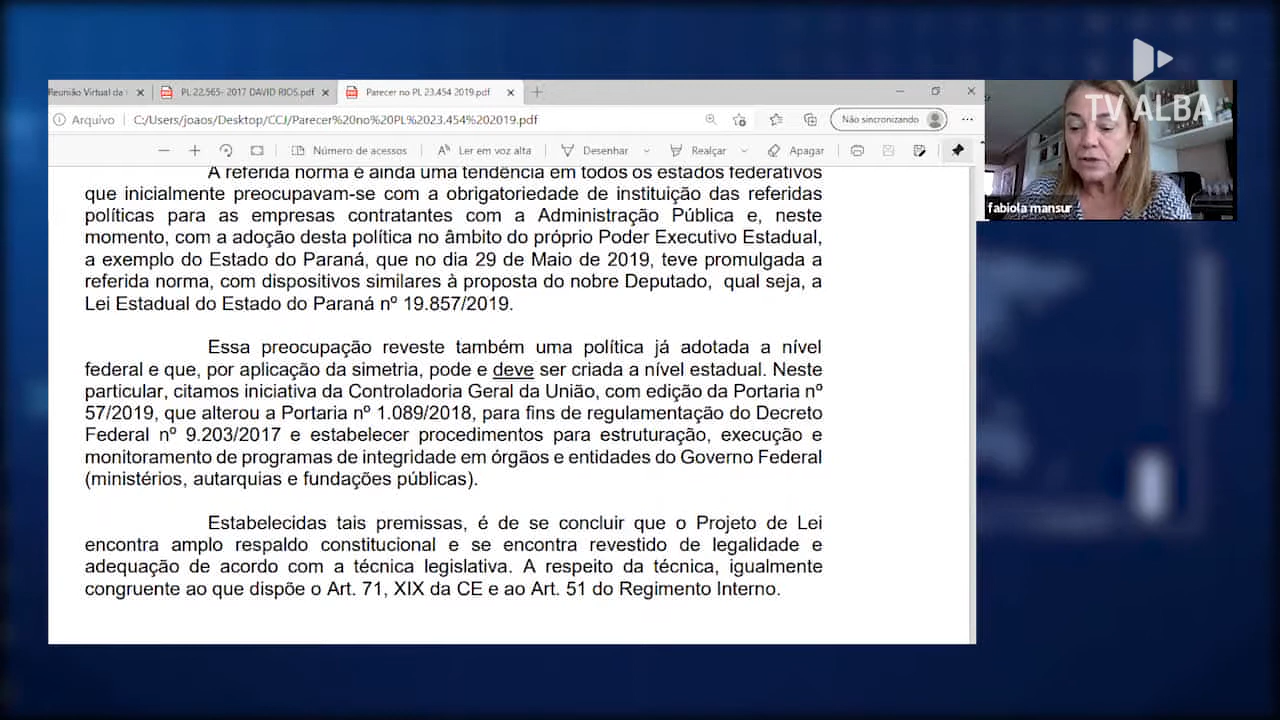 TV ALBA
Reunião Virtual da
PL 22,565- 2017 DAVID RIOS.pdf
Parecer no PL 23,454 2019.pdf
Arquivo
C:/Users/joaos/Desktop/CCJ/Parecer%20no%20PL%2023.454%202019.pdf
Não sincronizando
Número de acessos
Ler em voz alta
Desenhar
Realçar
Apagar
fabiola mansur
A referida norma é ainda uma tendência em todos os estados federativos
que inicialmente preocupavam-se com a obrigatoriedade de instituição das referidas
políticas para as empresas contratantes com a Administração Pública e, neste
momento, com a adoção desta política no âmbito do próprio Poder Executivo Estadual,
a exemplo do Estado do Paraná, que no dia 29 de Maio de 2019, teve promulgada a
referida norma, com dispositivos similares à proposta do nobre Deputado, qual seja, a
Lei Estadual do Estado do Paraná nº 19.857/2019.
Essa preocupação reveste também uma política já adotada a nível
federal e que, por aplicação da simetria, pode e deve ser criada a nível estadual. Neste
particular, citamos iniciativa da Controladoria Geral da União, com edição da Portaria nº
57/2019, que alterou a Portaria nº 1.089/2018, para fins de regulamentação do Decreto
Federal nº 9.203/2017 e estabelecer procedimentos para estruturação, execução e
monitoramento de programas de integridade em órgãos e entidades do Governo Federal
(ministérios, autarquias e fundações públicas).
Estabelecidas tais premissas, é de se concluir que o Projeto de Lei
encontra amplo respaldo constitucional e se encontra revestido de legalidade e
adequação de acordo com a técnica legislativa. A respeito da técnica, igualmente
congruente ao que dispõe o Art. 71, XIX da CE e ao Art. 51 do Regimento Interno.